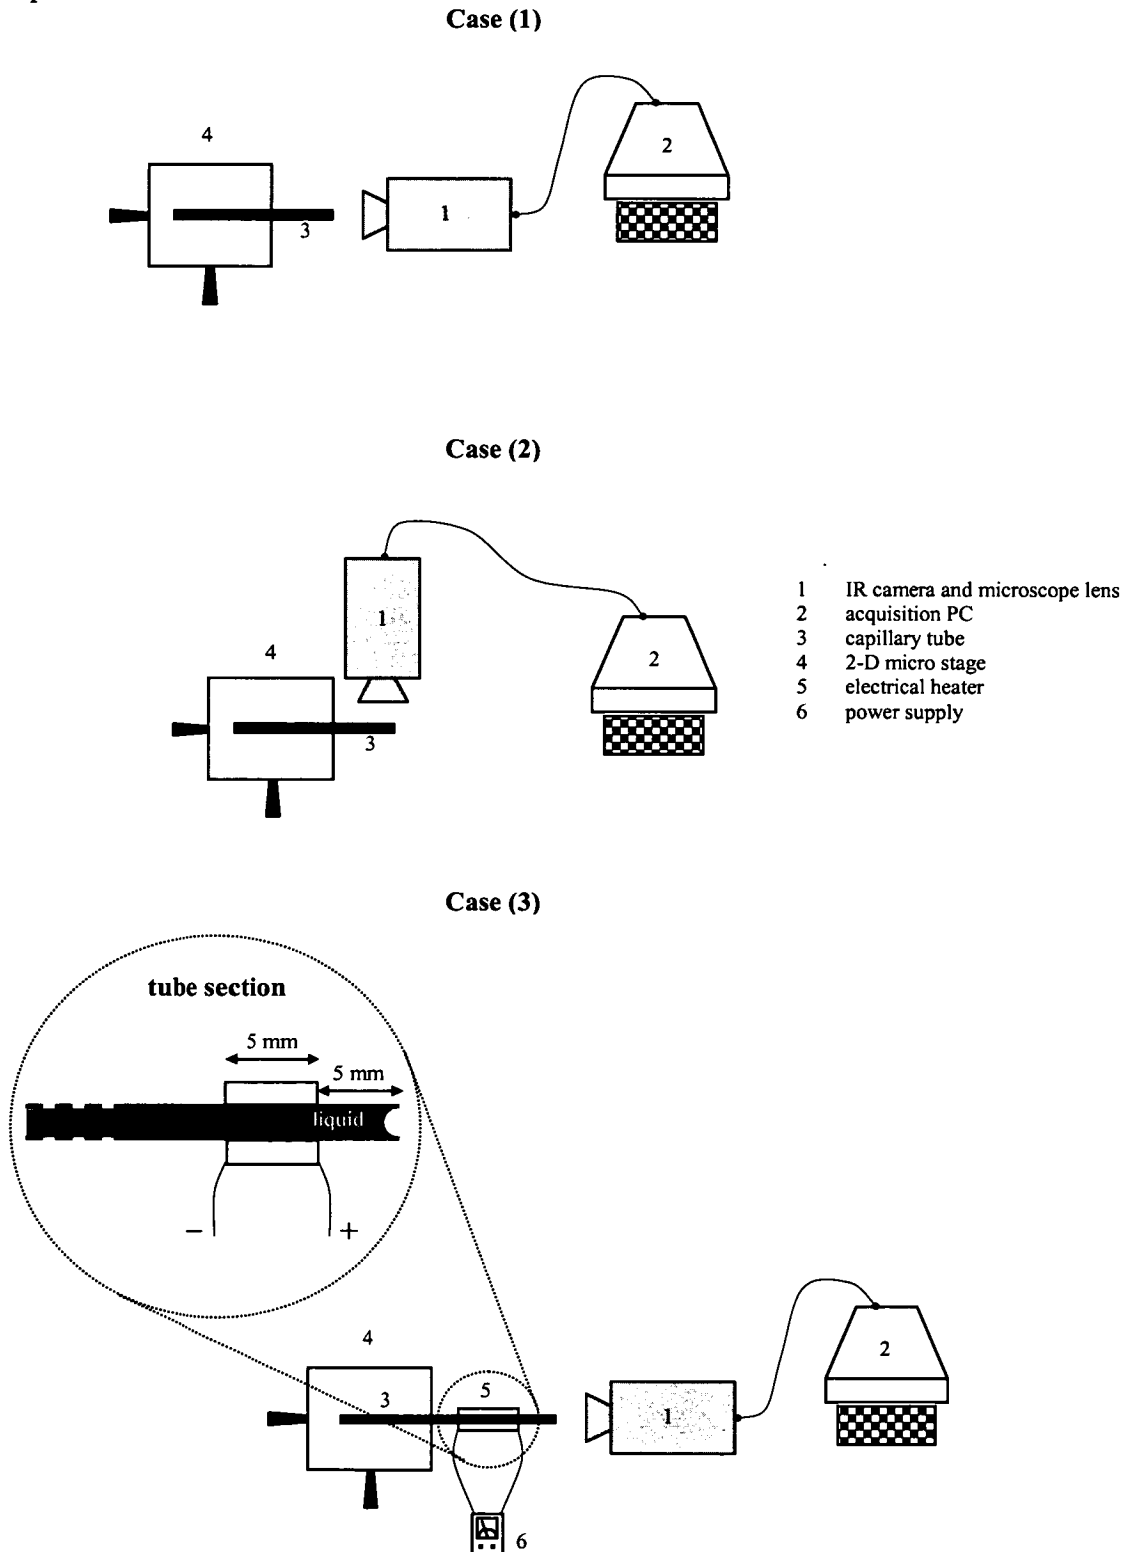 Case (1)
4
3
1
2
Case (2)
4
3
1
2
1 IR camera and microscope lens
2 acquisition PC
3 capillary tube
4 2-D micro stage
5 electrical heater
6 power supply
Case (3)
tube section
5 mm
5 mm
liquid
− +
4
3
5
1
2
6